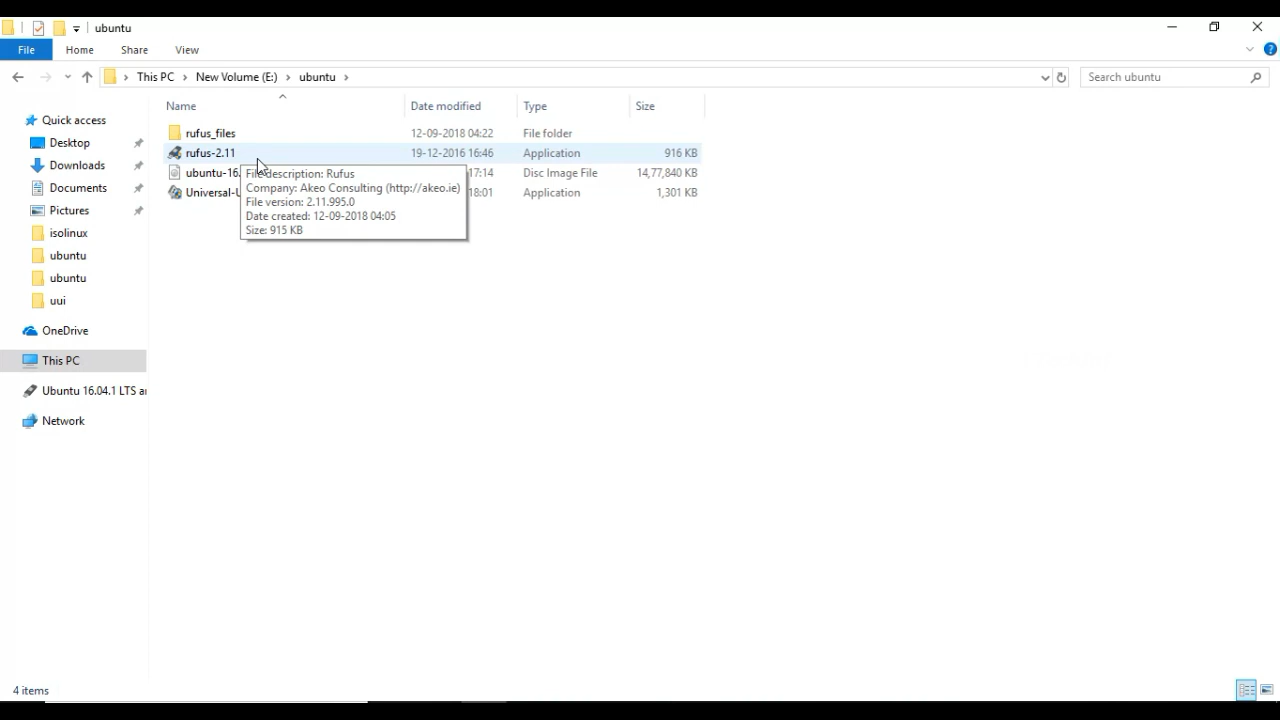 ubuntu
File Home Share View
This PC New Volume (E:) ubuntu Search ubuntu
Name Date modified Type Size
Quick access
Desktop
Downloads
Documents
Pictures
isolinux
ubuntu
ubuntu
uui
OneDrive
This PC
Ubuntu 16.04.1 LTS ar
Network
rufus_files 12-09-2018 04:22 File folder
rufus-2.11 19-12-2016 16:46 Application 916 KB
ubuntu-16. 17:14 Disc Image File 14,77,840 KB
Universal-U 18:01 Application 1,301 KB
File description: Rufus
Company: Akeo Consulting (http://akeo.ie)
File version: 2.11.995.0
Date created: 12-09-2018 04:05
Size: 915 KB
4 items